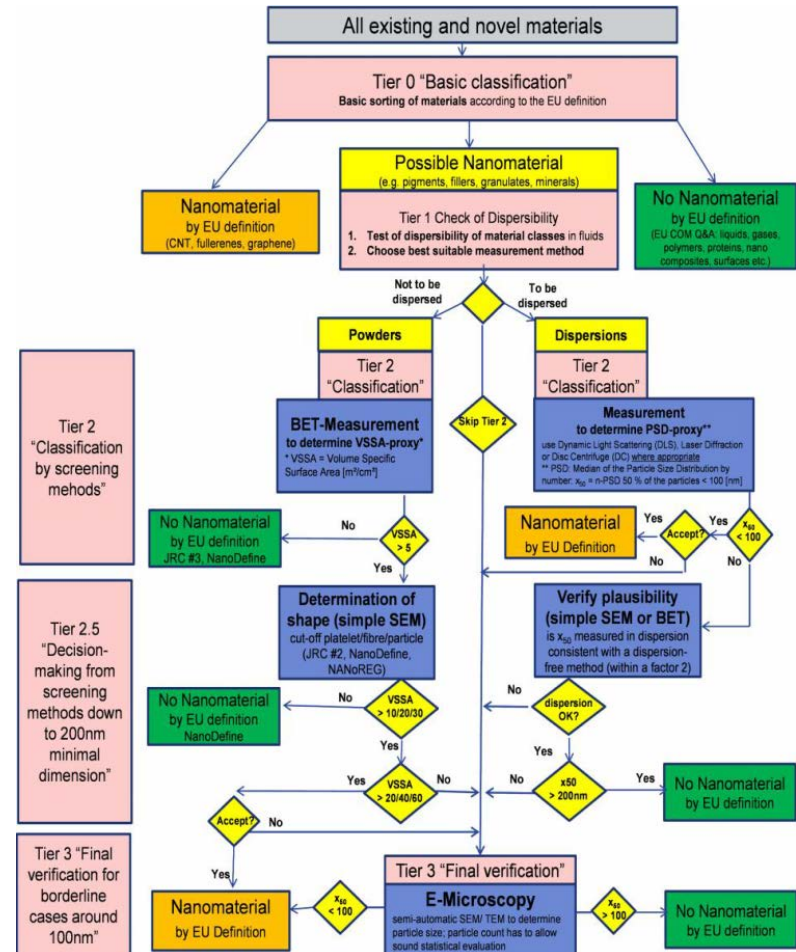 All existing and novel materials
Tier 0 “Basic classification”
Basic sorting of materials according to the EU definition
Nanomaterial
by EU definition
(CNT, fullerenes, graphene)
Possible Nanomaterial
(e.g. pigments, fillers, granulates, minerals)
Tier 1 Check of Dispersibility
1. Test of dispersibility of material classes in fluids
2. Choose best suitable measurement method
No Nanomaterial
by EU definition
(EU COM Q&A: liquids, gases,
polymers, proteins, nano
composites, surfaces etc.)
Not to be
dispersed
To be
dispersed
Powders
Dispersions
Tier 2
“Classification
by screening
mehods”
Tier 2
“Classification”
BET-Measurement
to determine VSSA-proxy*
* VSSA = Volume Specific
Surface Area [m²/cm³]
Skip Tier 2
Tier 2
“Classification”
Measurement
to determine PSD-proxy**
use Dynamic Light Scattering (DLS), Laser Diffraction
or Disc Centrifuge (DC) where appropriate
** PSD: Median of the Particle Size Distribution by
number: x50 = n-PSD 50 % of the particles < 100 [nm]
No Nanomaterial
by EU definition
JRC #3, NanoDefine
No
VSSA
> 5
Yes
Nanomaterial
by EU Definition
Yes
Accept?
Yes
x50
< 100
No
No
Tier 2.5
“Decision-
making from
screening
methods down
to 200nm
minimal
dimension”
Determination of
shape (simple SEM)
cut-off platelet/fibre/particle
(JRC #2, NanoDefine,
NANoREG)
Verify plausibility
(simple SEM or BET)
is x50 measured in dispersion
consistent with a dispersion-
free method (within a factor 2)
No Nanomaterial
by EU definition
NanoDefine
No
VSSA
> 10/20/30
Yes
No
dispersion
OK?
Yes
Yes
VSSA
> 20/40/60
No
No
x50
> 200nm
Yes
No Nanomaterial
by EU definition
Accept?
No
Yes
Tier 3 “Final
verification for
borderline
cases around
100nm”
Nanomaterial
by EU Definition
x50
< 100
Tier 3 “Final verification”
E-Microscopy
semi-automatic SEM/ TEM to determine
particle size; particle count has to allow
sound statistical evaluation
x50
> 100
No Nanomaterial
by EU definition